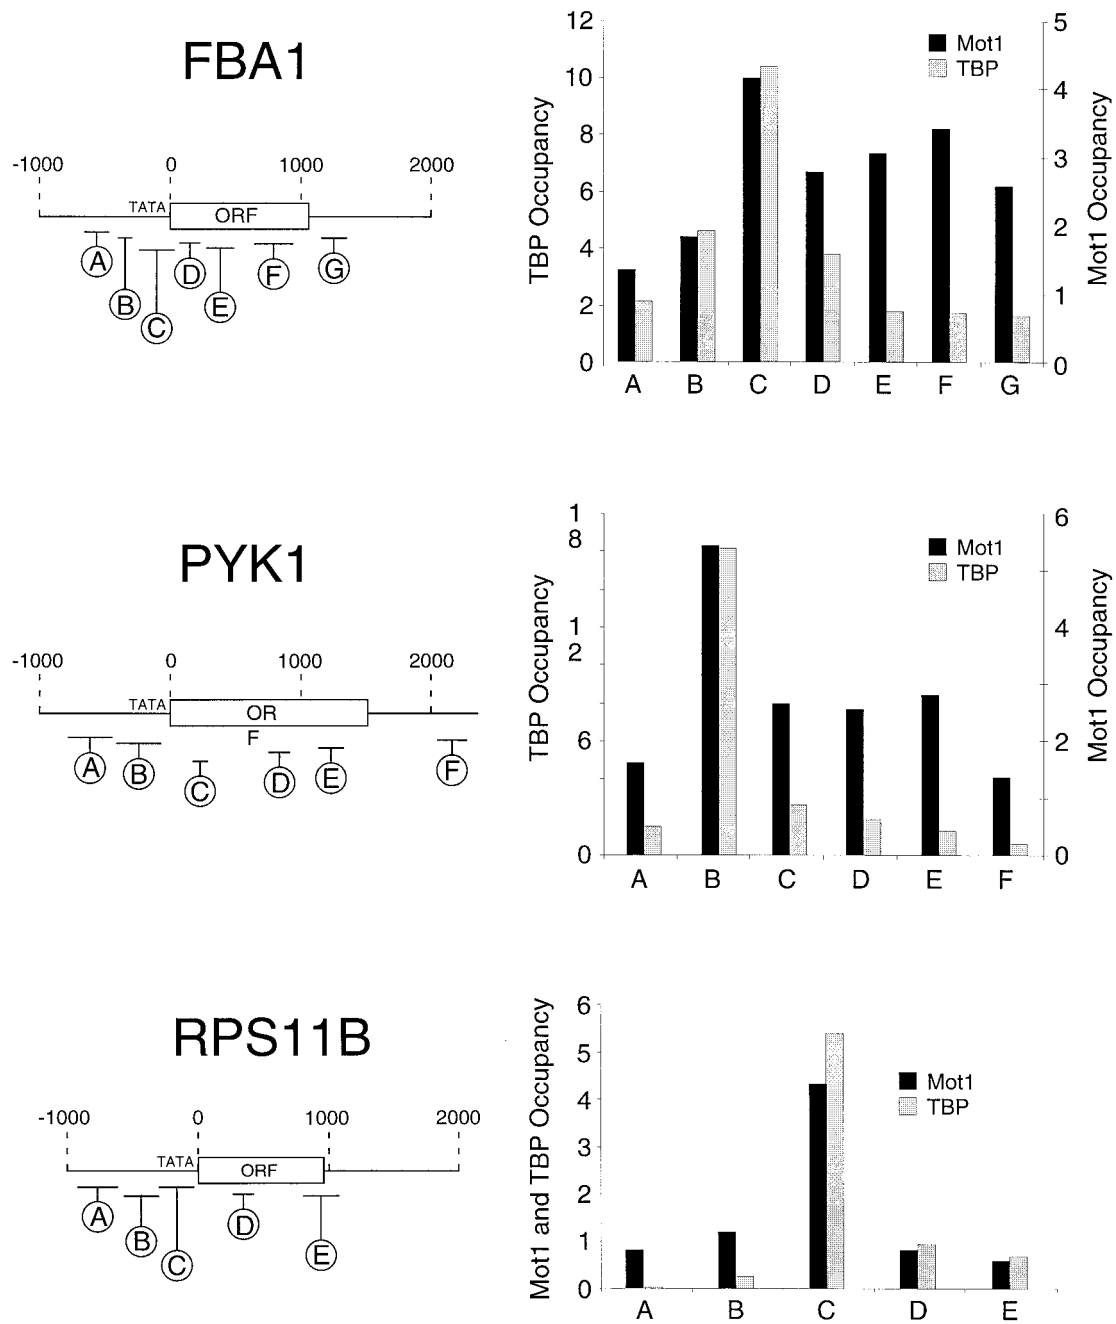 FBA1
-1000 0 1000 2000
TATA ORF
A
B
C
D
E
F
G
TBP Occupancy
12
10
8
6
4
2
0
Mot1
TBP
5
4
3
2
1
0
Mot1 Occupancy
A B C D E F G
PYK1
-1000 0 1000 2000
TATA OR
F
A
B
C
D
E
F
TBP Occupancy
1
8
1
2
6
0
Mot1
TBP
6
4
2
0
Mot1 Occupancy
A B C D E F
RPS11B
-1000 0 1000 2000
TATA ORF
A
B
C
D
E
Mot1 and TBP Occupancy
6
5
4
3
2
1
0
Mot1
TBP
A B C D E